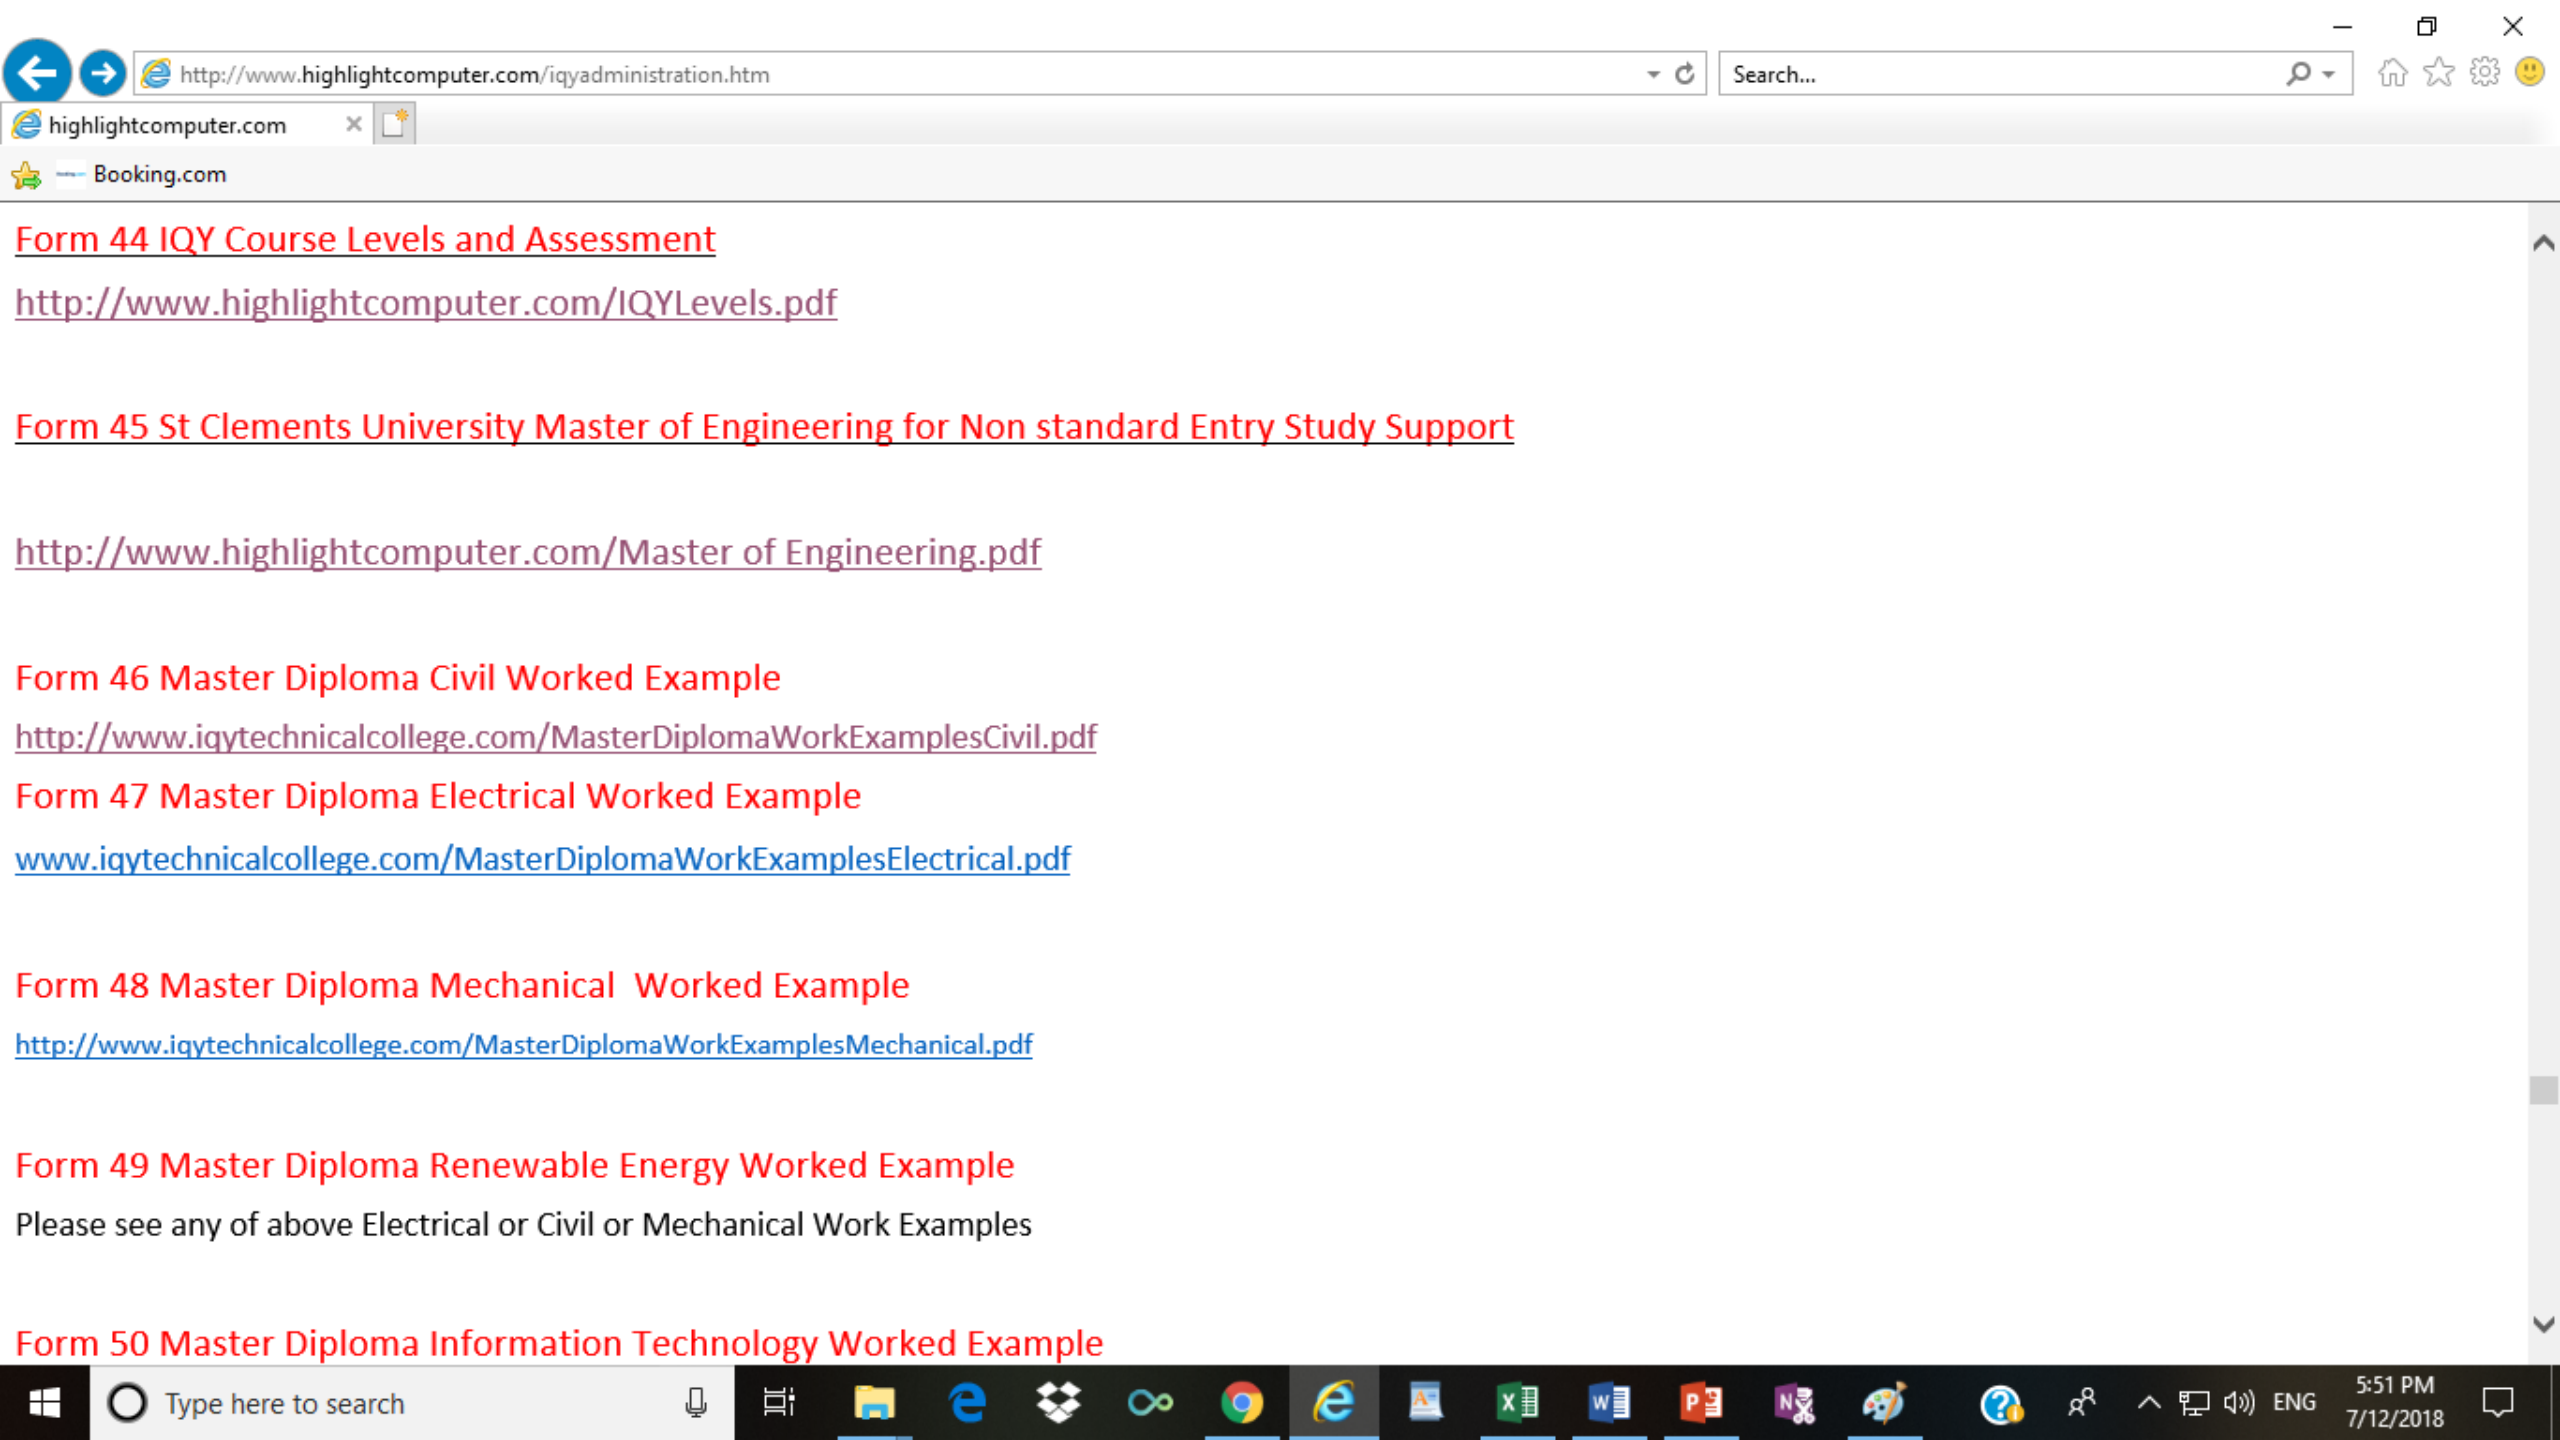 http://www.highlightcomputer.com/iqyadministration.htm
Search...
highlightcomputer.com
Booking.com
Form 44 IQY Course Levels and Assessment
http://www.highlightcomputer.com/IQYLevels.pdf
Form 45 St Clements University Master of Engineering for Non standard Entry Study Support
http://www.highlightcomputer.com/Master of Engineering.pdf
Form 46 Master Diploma Civil Worked Example
http://www.iqytechnicalcollege.com/MasterDiplomaWorkExamplesCivil.pdf
Form 47 Master Diploma Electrical Worked Example
www.iqytechnicalcollege.com/MasterDiplomaWorkExamplesElectrical.pdf
Form 48 Master Diploma Mechanical  Worked Example
http://www.iqytechnicalcollege.com/MasterDiplomaWorkExamplesMechanical.pdf
Form 49 Master Diploma Renewable Energy Worked Example
Please see any of above Electrical or Civil or Mechanical Work Examples
Form 50 Master Diploma Information Technology Worked Example
Type here to search
ENG
5:51 PM
7/12/2018